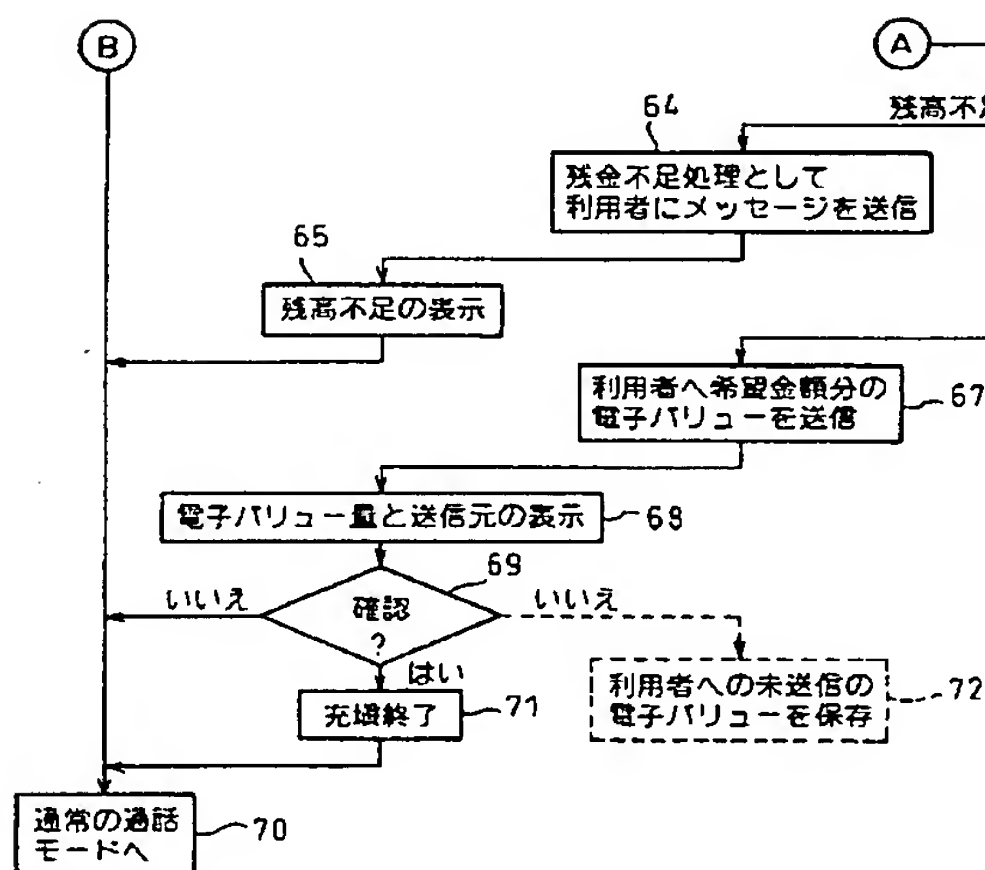 B
A
64
残高不足
残金不足処理として
利用者にメッセージを送信
65
残高不足の表示
利用者へ希望金額分の
電子バリューを送信
67
電子バリュー量と送信元の表示
68
69
いいえ
確認
?
いいえ
はい
充填終了
71
利用者への未送信の
電子バリューを保存
72
通常の通話
モードへ
70